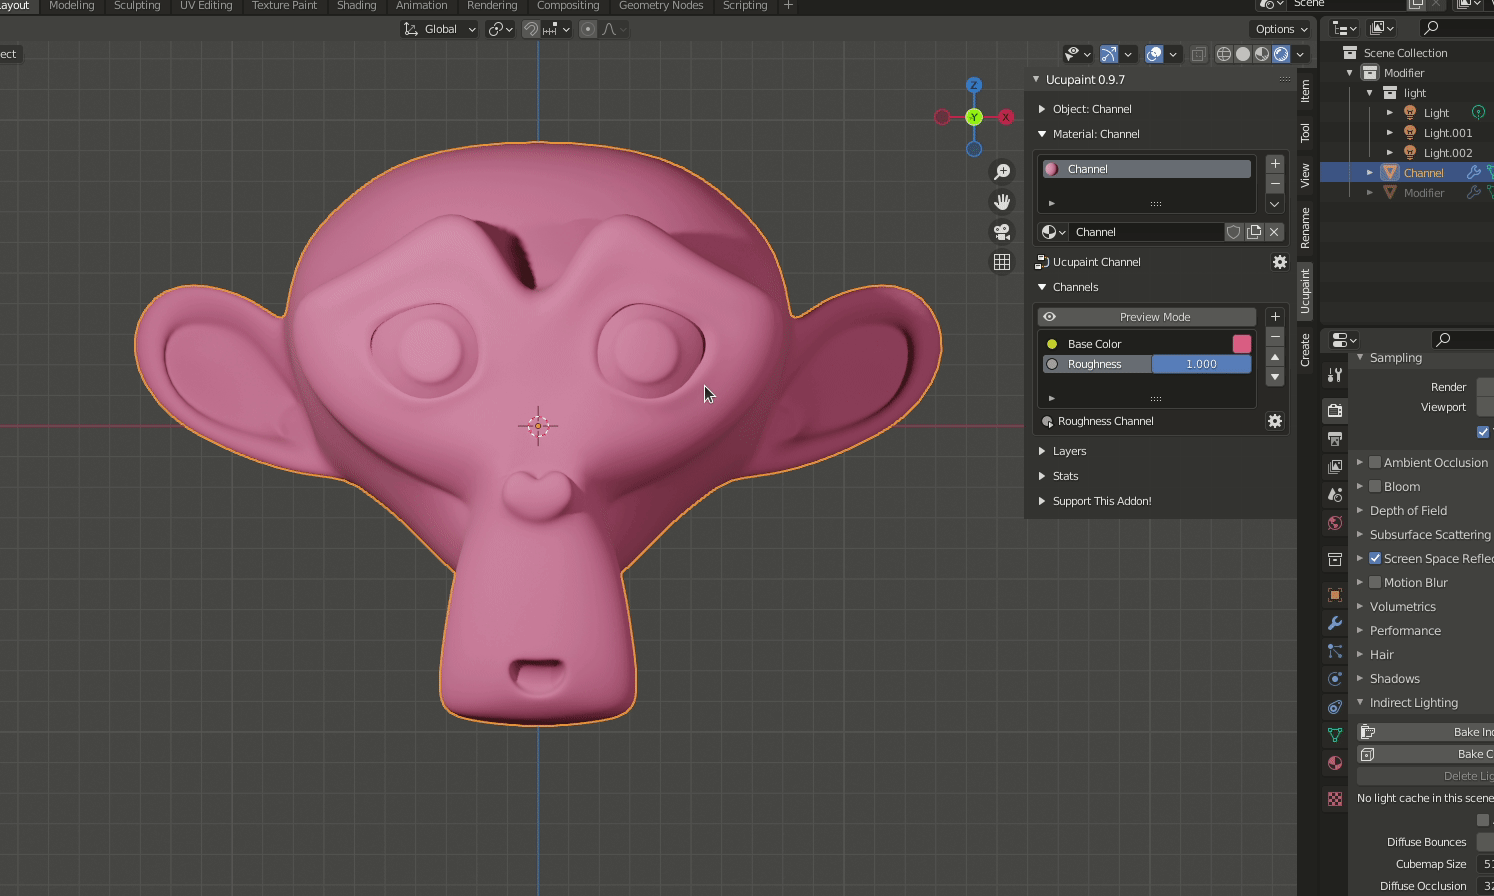 Layout Modeling Sculpting UV Editing Texture Paint Shading Animation Rendering Compositing Geometry Nodes Scripting +
Scene
Global
Options
ect
Z
Y
X
Ucupaint 0.9.7
Object: Channel
Material: Channel
Channel
Channel
Ucupaint Channel
Channels
Preview Mode
Base Color
Roughness 1.000
Roughness Channel
Layers
Stats
Support This Addon!
Item
Tool
View
Rename
Ucupaint
Create
Scene Collection
Modifier
light
Light
Light.001
Light.002
Channel
Modifier
Sampling
Render
Viewport
Ambient Occlusion
Bloom
Depth of Field
Subsurface Scattering
Screen Space Reflec
Motion Blur
Volumetrics
Performance
Hair
Shadows
Indirect Lighting
Bake Ind
Bake C
Delete Lig
No light cache in this scene
Diffuse Bounces
Cubemap Size 51
Diffuse Occlusion 32